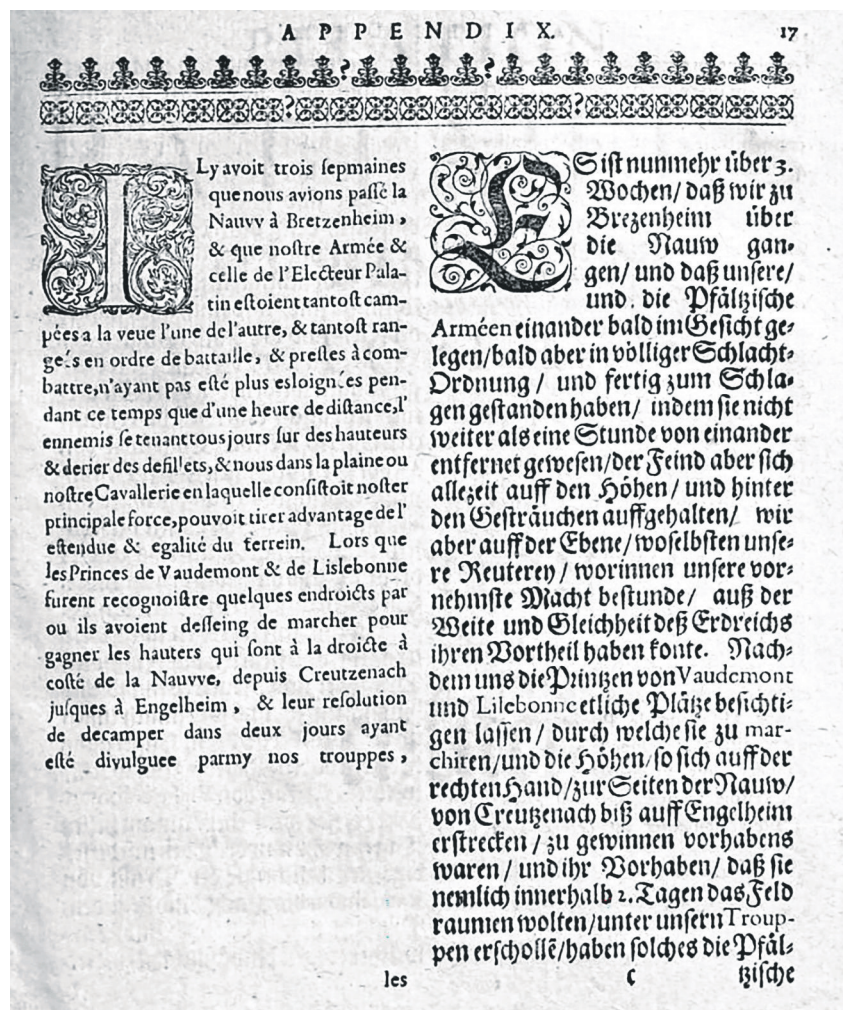 APPENDIX. 17
ILy avoit trois ſepmaines
que nous avions paſſé la
Nauvv à Bretzenheim,
& que noſtre Armée &
celle de l'Electeur Pala-
tin eſtoient tantoſt cam-
pées a la veue l'une de l'autre, & tantoſt ran-
gées en ordre de battaille, & preſtes à com-
battre, n'ayant pas eſté plus esloignées pen-
dant ce temps que d'une heure de diſtance, l'
ennemis ſe tenant tousjours ſur des hauteurs
& derier des defillets, & nous dans la plaine ou
noſtre Cavallerie en laquelle conſiſtoit noſter
principale force, pouvoit tirer advantage de l'
eſtendue & egalité du terrein. Lors que
les Princes de Vaudemont & de Lislebonne
furent recognoiſtre quelques endroicts par
ou ils avoient deſſeing de marcher pour
gagner les hauters qui ſont à la droicte à
coſté de la Nauvve, depuis Creutzenach
juſques à Engelheim, & leur reſolution
de decamper dans deux jours ayant
eſté divulguee parmy nos trouppes,
les
ES iſt nunmehr über 3.
Wochen/ daß wir zu
Brezenheim über
die Nauw gan-
gen/ und daß unſere/
und die Pfältziſche
Arméen einander bald im Geſicht ge-
legen/ bald aber in völliger Schlacht-
Ordnung/ und fertig zum Schla-
gen geſtanden haben/ indem ſie nicht
weiter als eine Stunde von einander
entfernet geweſen/ der Feind aber ſich
allezeit auff den Höhen/ und hinter
den Geſträuchen auffgehalten/ wir
aber auff der Ebene/ woſelbſten unſe-
re Reuterey/ worinnen unſere vor-
nehmſte Macht beſtunde/ auß der
Weite und Gleichheit deß Erdreichs
ihren Vortheil haben konte. Nach-
dem uns die Printzen von Vaudemont
und Lilebonne etliche Plätze beſichti-
gen laſſen/ durch welche ſie zu mar-
chiren/ und die Höhen/ ſo ſich auff der
rechten Hand/ zur Seiten der Nauw/
von Creutzenach biß auff Engelheim
erſtrecken/ zu gewinnen vorhabens
waren/ und ihr Vorhaben/ daß ſie
nemlich innerhalb 2. Tagen das Feld
raumen wolten/ unter unſern Troup-
pen erſchollē/ haben ſolches die Pfäl-
C tziſche